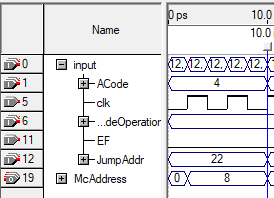 Name
0 ps
10.0
10.0
0
input
12,
12,
12,
12,
12,
1
ACode
4
5
clk
6
...deOperation
11
EF
12
JumpAddr
22
19
McAddress
0
8